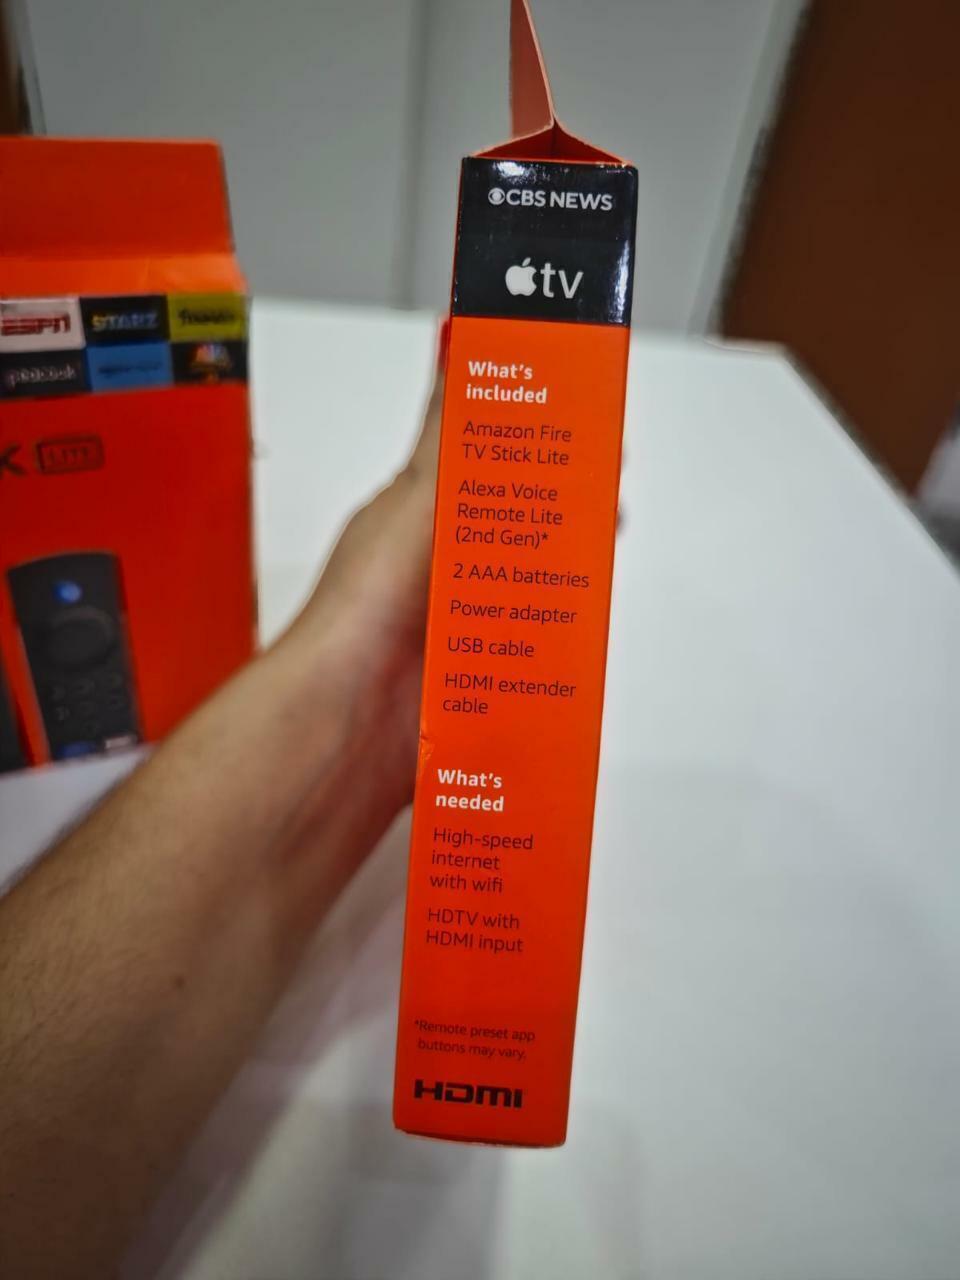 CBS NEWS
tv
What's
included
Amazon Fire
TV Stick Lite
Alexa Voice
Remote Lite
(2nd Gen)*
2 AAA batteries
Power adapter
USB cable
HDMI extender
cable
What's
needed
High-speed
internet
with wifi
HDTV with
HDMI input
*Remote preset app
buttons may vary.
HDMI
ESPN
STARZ
peacock
K LITE